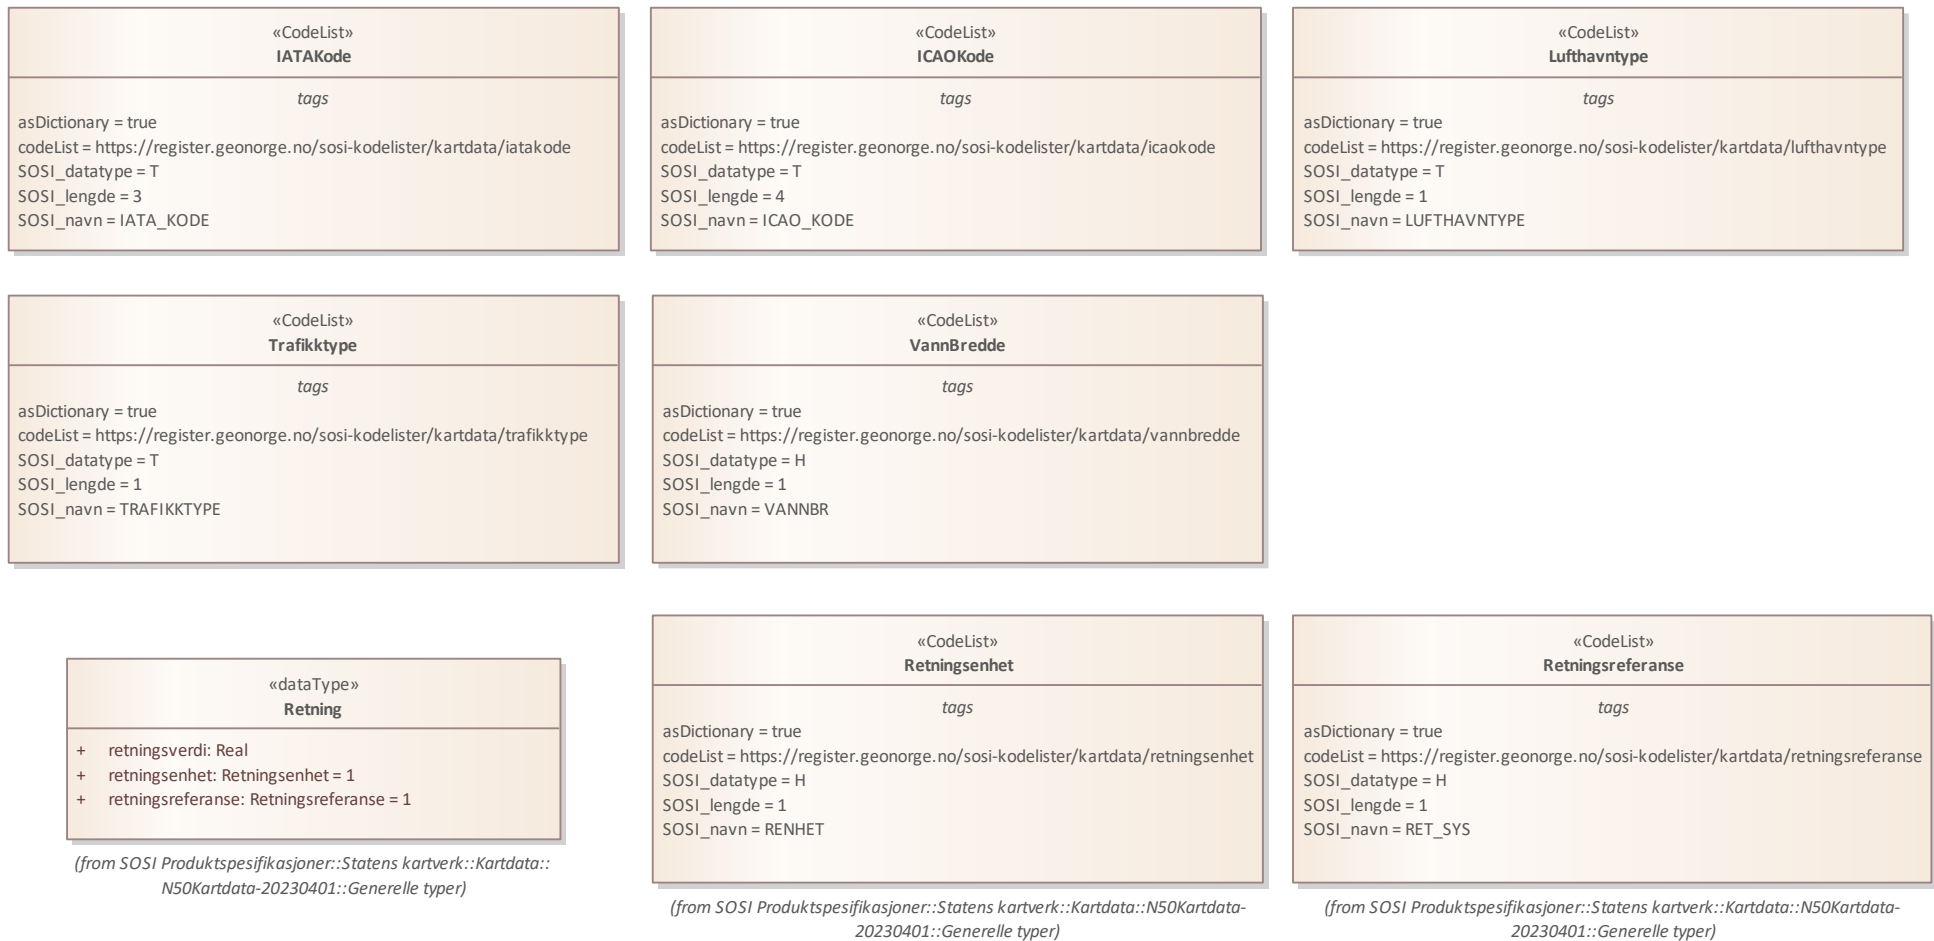 «CodeList»
IATAKode
tags
asDictionary = true
codeList = https://register.geonorge.no/sosi-kodelister/kartdata/iatakode
SOSI_datatype = T
SOSI_lengde = 3
SOSI_navn = IATA_KODE
«CodeList»
ICAOKode
tags
asDictionary = true
codeList = https://register.geonorge.no/sosi-kodelister/kartdata/icaokode
SOSI_datatype = T
SOSI_lengde = 4
SOSI_navn = ICAO_KODE
«CodeList»
Lufthavntype
tags
asDictionary = true
codeList = https://register.geonorge.no/sosi-kodelister/kartdata/lufthavntype
SOSI_datatype = T
SOSI_lengde = 1
SOSI_navn = LUFTHAVNTYPE
«CodeList»
Trafikktype
tags
asDictionary = true
codeList = https://register.geonorge.no/sosi-kodelister/kartdata/trafikktype
SOSI_datatype = T
SOSI_lengde = 1
SOSI_navn = TRAFIKKTYPE
«CodeList»
VannBredde
tags
asDictionary = true
codeList = https://register.geonorge.no/sosi-kodelister/kartdata/vannbredde
SOSI_datatype = H
SOSI_lengde = 1
SOSI_navn = VANNBR
«dataType»
Retning
+ retningsverdi: Real
+ retningsenhet: Retningsenhet = 1
+ retningsreferanse: Retningsreferanse = 1
(from SOSI Produktspesifikasjoner::Statens kartverk::Kartdata::
N50Kartdata-20230401::Generelle typer)
«CodeList»
Retningsenhet
tags
asDictionary = true
codeList = https://register.geonorge.no/sosi-kodelister/kartdata/retningsenhet
SOSI_datatype = H
SOSI_lengde = 1
SOSI_navn = RENHET
(from SOSI Produktspesifikasjoner::Statens kartverk::Kartdata::N50Kartdata-
20230401::Generelle typer)
«CodeList»
Retningsreferanse
tags
asDictionary = true
codeList = https://register.geonorge.no/sosi-kodelister/kartdata/retningsreferanse
SOSI_datatype = H
SOSI_lengde = 1
SOSI_navn = RET_SYS
(from SOSI Produktspesifikasjoner::Statens kartverk::Kartdata::N50Kartdata-
20230401::Generelle typer)